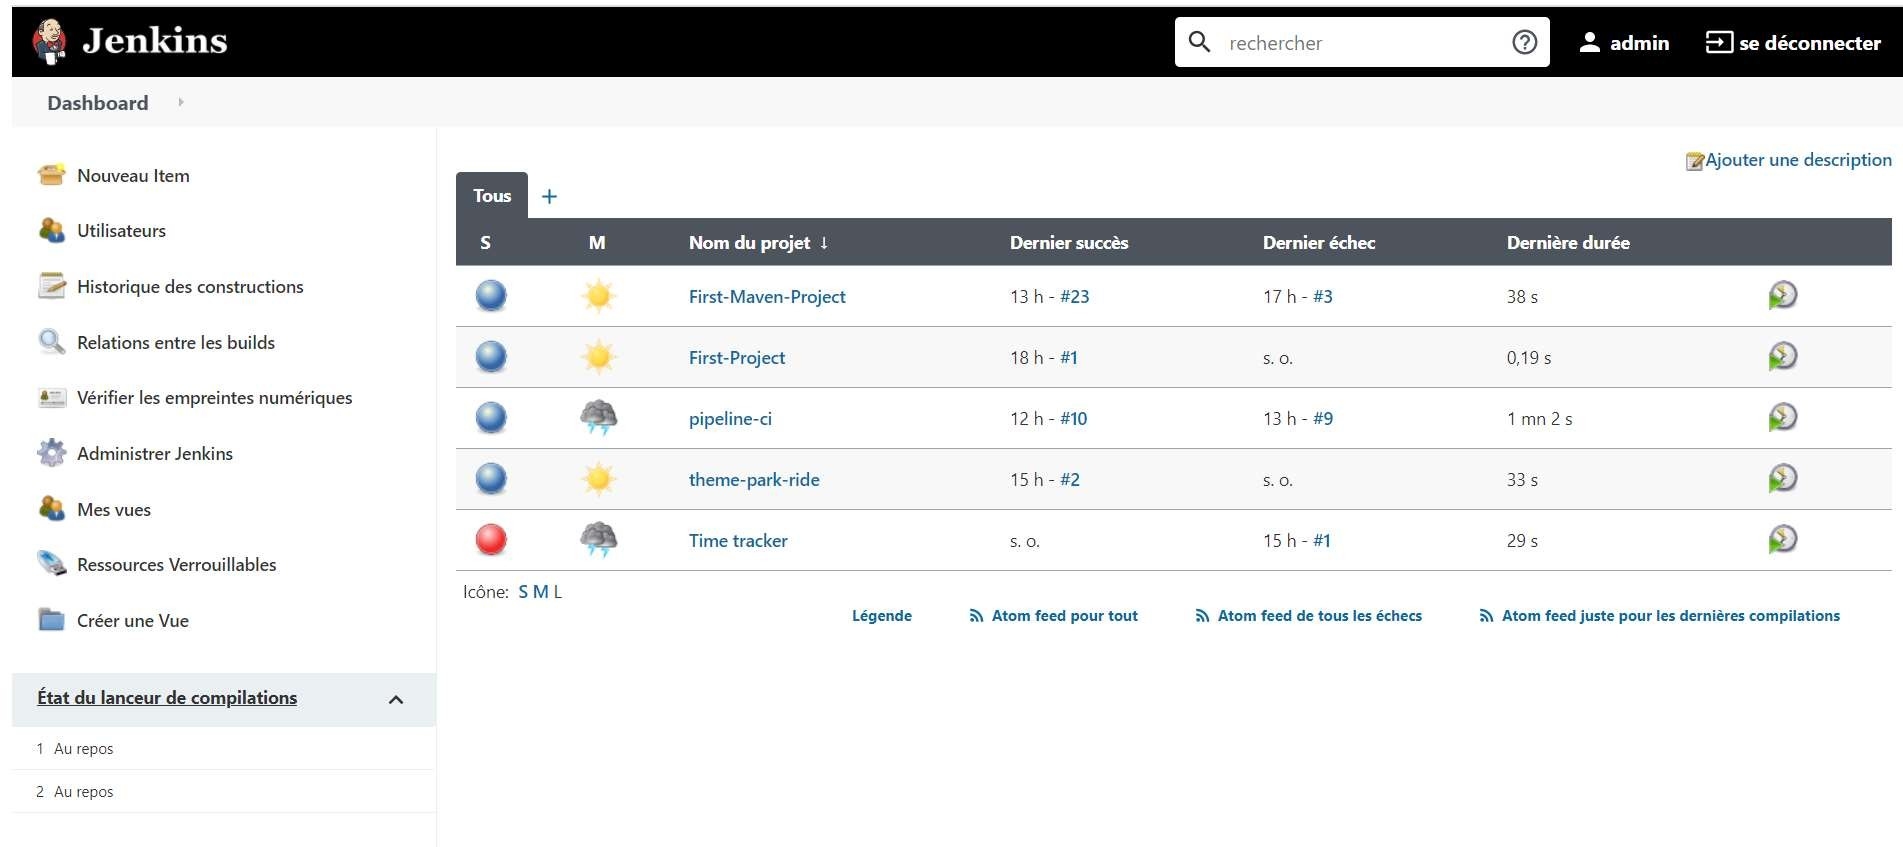 Jenkins
rechercher
admin
se déconnecter
Dashboard
Nouveau Item
Utilisateurs
Historique des constructions
Relations entre les builds
Vérifier les empreintes numériques
Administrer Jenkins
Mes vues
Ressources Verrouillables
Créer une Vue
État du lanceur de compilations
1 Au repos
2 Au repos
Ajouter une description
Tous +
S M Nom du projet ↓ Dernier succès Dernier échec Dernière durée
First-Maven-Project 13 h - #23 17 h - #3 38 s
First-Project 18 h - #1 s. o. 0,19 s
pipeline-ci 12 h - #10 13 h - #9 1 mn 2 s
theme-park-ride 15 h - #2 s. o. 33 s
Time tracker s. o. 15 h - #1 29 s
Icône: S M L
Légende Atom feed pour tout Atom feed de tous les échecs Atom feed juste pour les dernières compilations